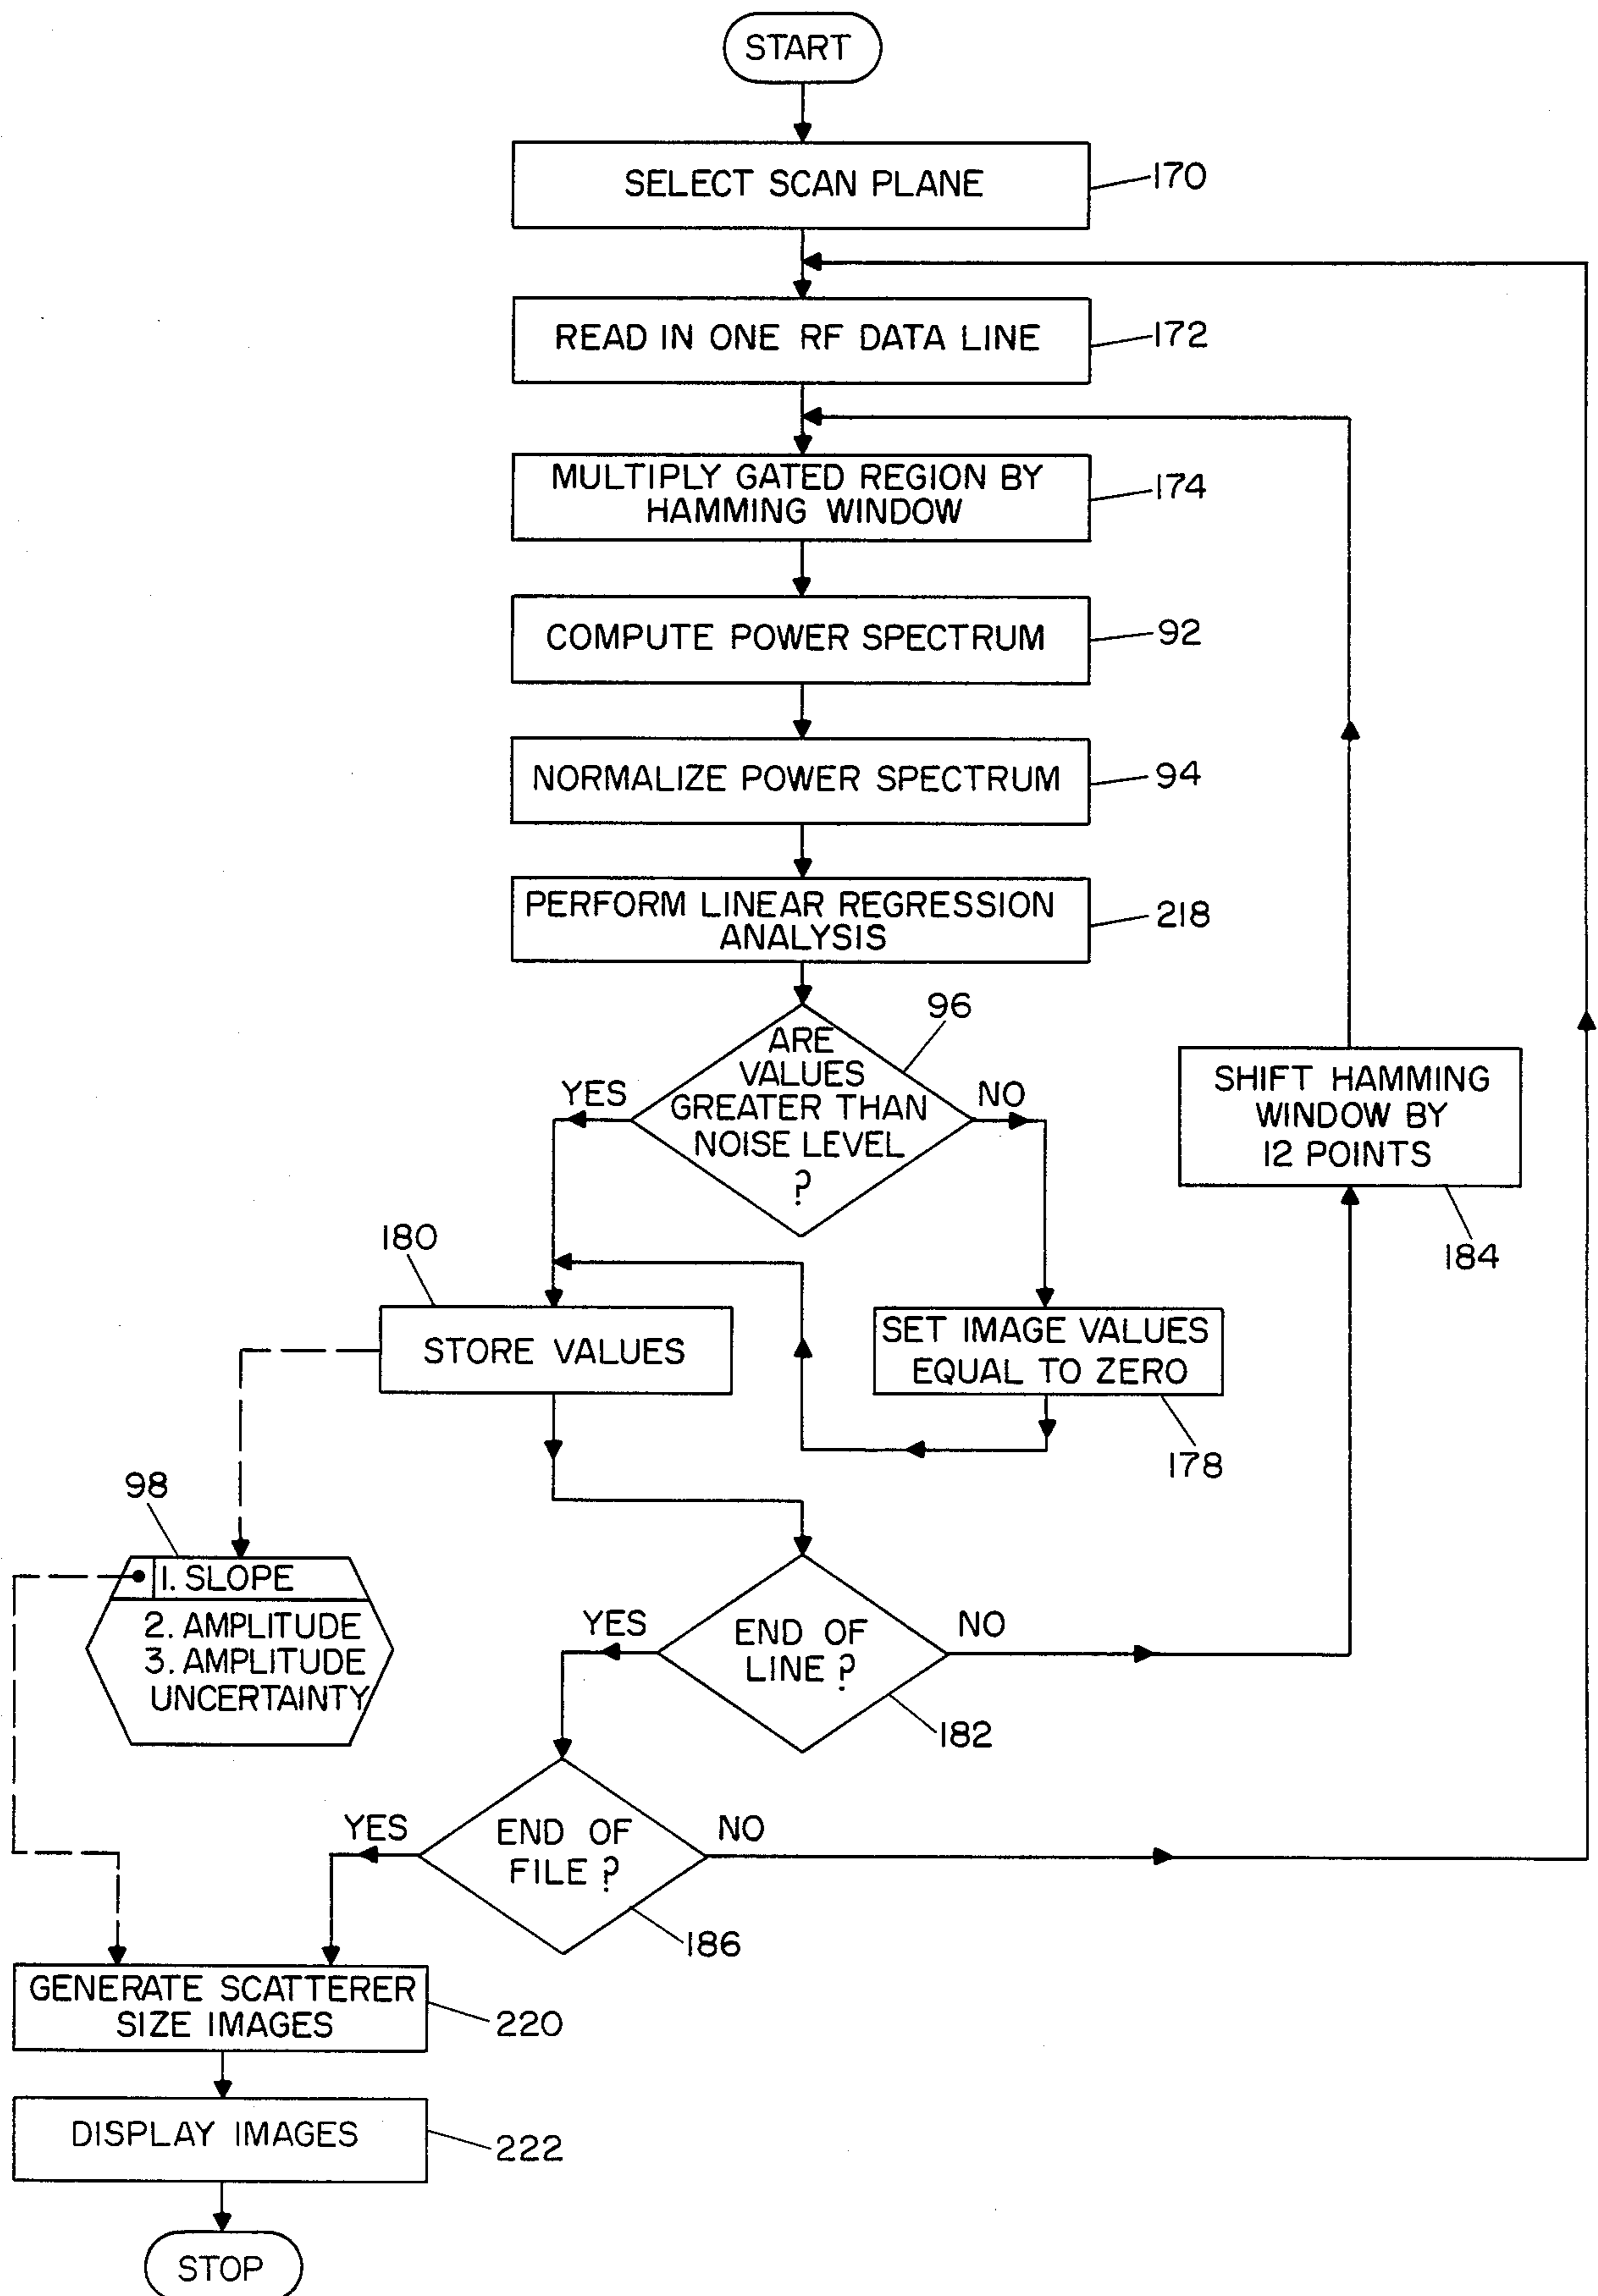 START
SELECT SCAN PLANE
170
READ IN ONE RF DATA LINE
172
MULTIPLY GATED REGION BY
HAMMING WINDOW
174
COMPUTE POWER SPECTRUM
92
NORMALIZE POWER SPECTRUM
94
PERFORM LINEAR REGRESSION
ANALYSIS
218
96
ARE
VALUES
GREATER THAN
NOISE LEVEL
?
YES
NO
SHIFT HAMMING
WINDOW BY
12 POINTS
184
180
STORE VALUES
SET IMAGE VALUES
EQUAL TO ZERO
178
98
1. SLOPE
2. AMPLITUDE
3. AMPLITUDE
UNCERTAINTY
YES
END OF
LINE ?
NO
182
YES
END OF
FILE ?
NO
186
GENERATE SCATTERER
SIZE IMAGES
220
DISPLAY IMAGES
222
STOP